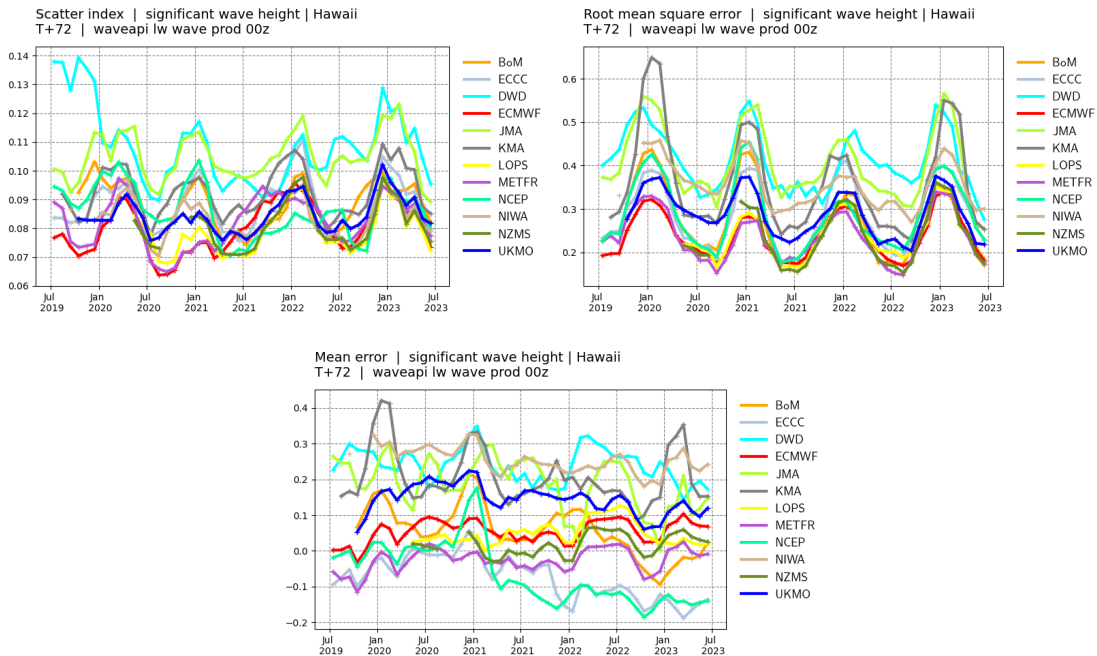 Scatter index | significant wave height | Hawaii
T+72 | waveapi lw wave prod 00z
0.14
0.13
0.12
0.11
0.10
0.09
0.08
0.07
0.06
Jul
2019
Jan
2020
Jul
2020
Jan
2021
Jul
2021
Jan
2022
Jul
2022
Jan
2023
Jul
2023
BoM
ECCC
DWD
ECMWF
JMA
KMA
LOPS
METFR
NCEP
NIWA
NZMS
UKMO
Root mean square error | significant wave height | Hawaii
T+72 | waveapi lw wave prod 00z
0.6
0.5
0.4
0.3
0.2
Jul
2019
Jan
2020
Jul
2020
Jan
2021
Jul
2021
Jan
2022
Jul
2022
Jan
2023
Jul
2023
BoM
ECCC
DWD
ECMWF
JMA
KMA
LOPS
METFR
NCEP
NIWA
NZMS
UKMO
Mean error | significant wave height | Hawaii
T+72 | waveapi lw wave prod 00z
0.4
0.3
0.2
0.1
0.0
−0.1
−0.2
Jul
2019
Jan
2020
Jul
2020
Jan
2021
Jul
2021
Jan
2022
Jul
2022
Jan
2023
Jul
2023
BoM
ECCC
DWD
ECMWF
JMA
KMA
LOPS
METFR
NCEP
NIWA
NZMS
UKMO